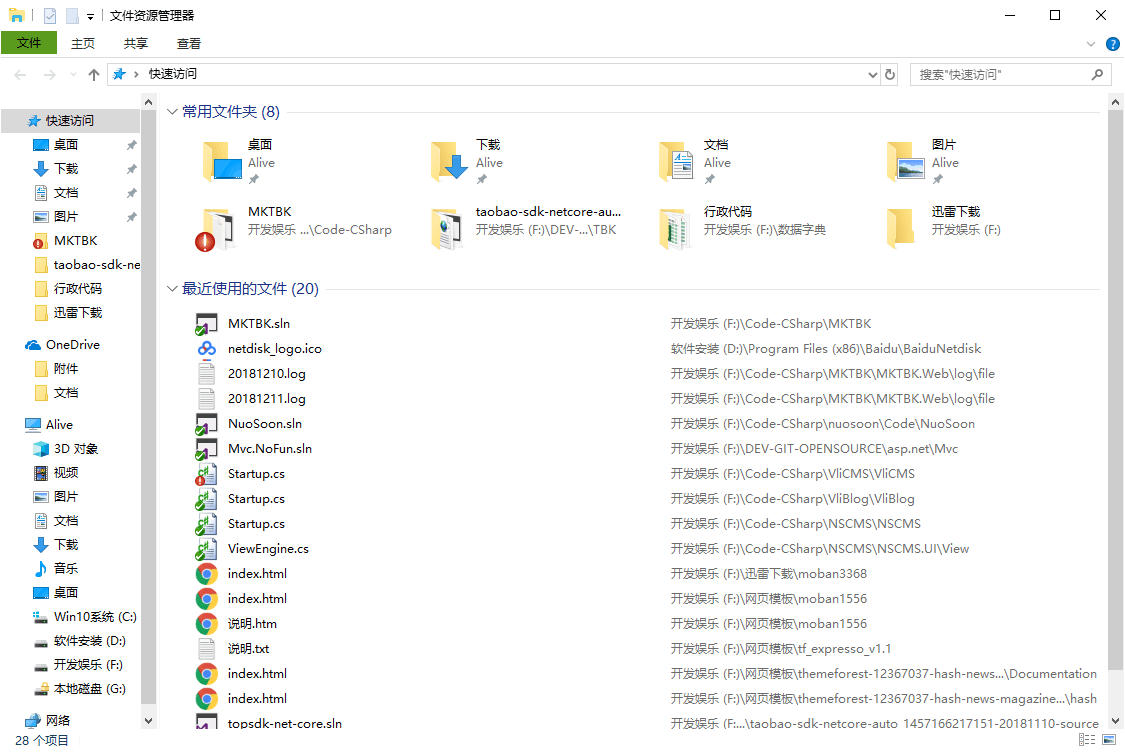 文件资源管理器
文件 主页 共享 查看
快速访问 搜索"快速访问"
快速访问
桌面
下载
文档
图片
MKTBK
taobao-sdk-ne
行政代码
迅雷下载
OneDrive
附件
文档
Alive
3D 对象
视频
图片
文档
下载
音乐
桌面
Win10系统 (C:)
软件安装 (D:)
开发娱乐 (F:)
本地磁盘 (G:)
网络
常用文件夹 (8)
桌面
Alive
下载
Alive
文档
Alive
图片
Alive
MKTBK
开发娱乐 ...\Code-CSharp
taobao-sdk-netcore-au...
开发娱乐 (F:)\DEV-...\TBK
行政代码
开发娱乐 (F:)\数据字典
迅雷下载
开发娱乐 (F:)
最近使用的文件 (20)
MKTBK.sln 开发娱乐 (F:)\Code-CSharp\MKTBK
netdisk_logo.ico 软件安装 (D:)\Program Files (x86)\Baidu\BaiduNetdisk
20181210.log 开发娱乐 (F:)\Code-CSharp\MKTBK\MKTBK.Web\log\file
20181211.log 开发娱乐 (F:)\Code-CSharp\MKTBK\MKTBK.Web\log\file
NuoSoon.sln 开发娱乐 (F:)\Code-CSharp\nuosoon\Code\NuoSoon
Mvc.NoFun.sln 开发娱乐 (F:)\DEV-GIT-OPENSOURCE\asp.net\Mvc
Startup.cs 开发娱乐 (F:)\Code-CSharp\VliCMS\VliCMS
Startup.cs 开发娱乐 (F:)\Code-CSharp\VliBlog\VliBlog
Startup.cs 开发娱乐 (F:)\Code-CSharp\NSCMS\NSCMS
ViewEngine.cs 开发娱乐 (F:)\Code-CSharp\NSCMS\NSCMS.UI\View
index.html 开发娱乐 (F:)\迅雷下载\moban3368
index.html 开发娱乐 (F:)\网页模板\moban1556
说明.htm 开发娱乐 (F:)\网页模板\moban1556
说明.txt 开发娱乐 (F:)\网页模板\tf_expresso_v1.1
index.html 开发娱乐 (F:)\网页模板\themeforest-12367037-hash-news...\Documentation
index.html 开发娱乐 (F:)\网页模板\themeforest-12367037-hash-news-magazine...\hash
topsdk-net-core.sln 开发娱乐 (F:...\taobao-sdk-netcore-auto_1457166217151-20181110-source
28 个项目